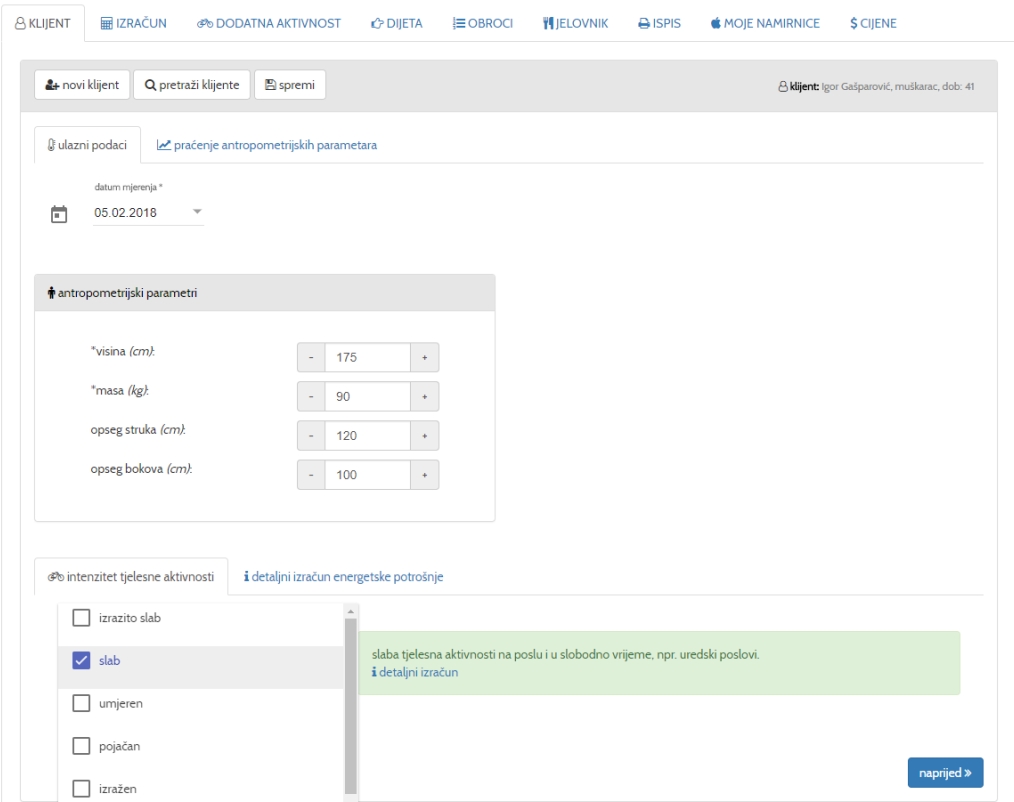 KLIJENT IZRAČUN DODATNA AKTIVNOST DIJETA OBROCI JELOVNIK ISPIS MOJE NAMIRNICE $ CIJENE
novi klijent pretraži klijente spremi klijent: Igor Gašparović, muškarac, dob: 41
ulazni podaci praćenje antropometrijskih parametara
datum mjerenja *
05.02.2018
antropometrijski parametri
*visina (cm): - 175 +
*masa (kg): - 90 +
opseg struka (cm): - 120 +
opseg bokova (cm): - 100 +
intenzitet tjelesne aktivnosti detaljni izračun energetske potrošnje
izrazito slab
slab
slaba tjelesna aktivnosti na poslu i u slobodno vrijeme, npr. uredski poslovi.
detaljni izračun
umjeren
pojačan
izražen
naprijed »